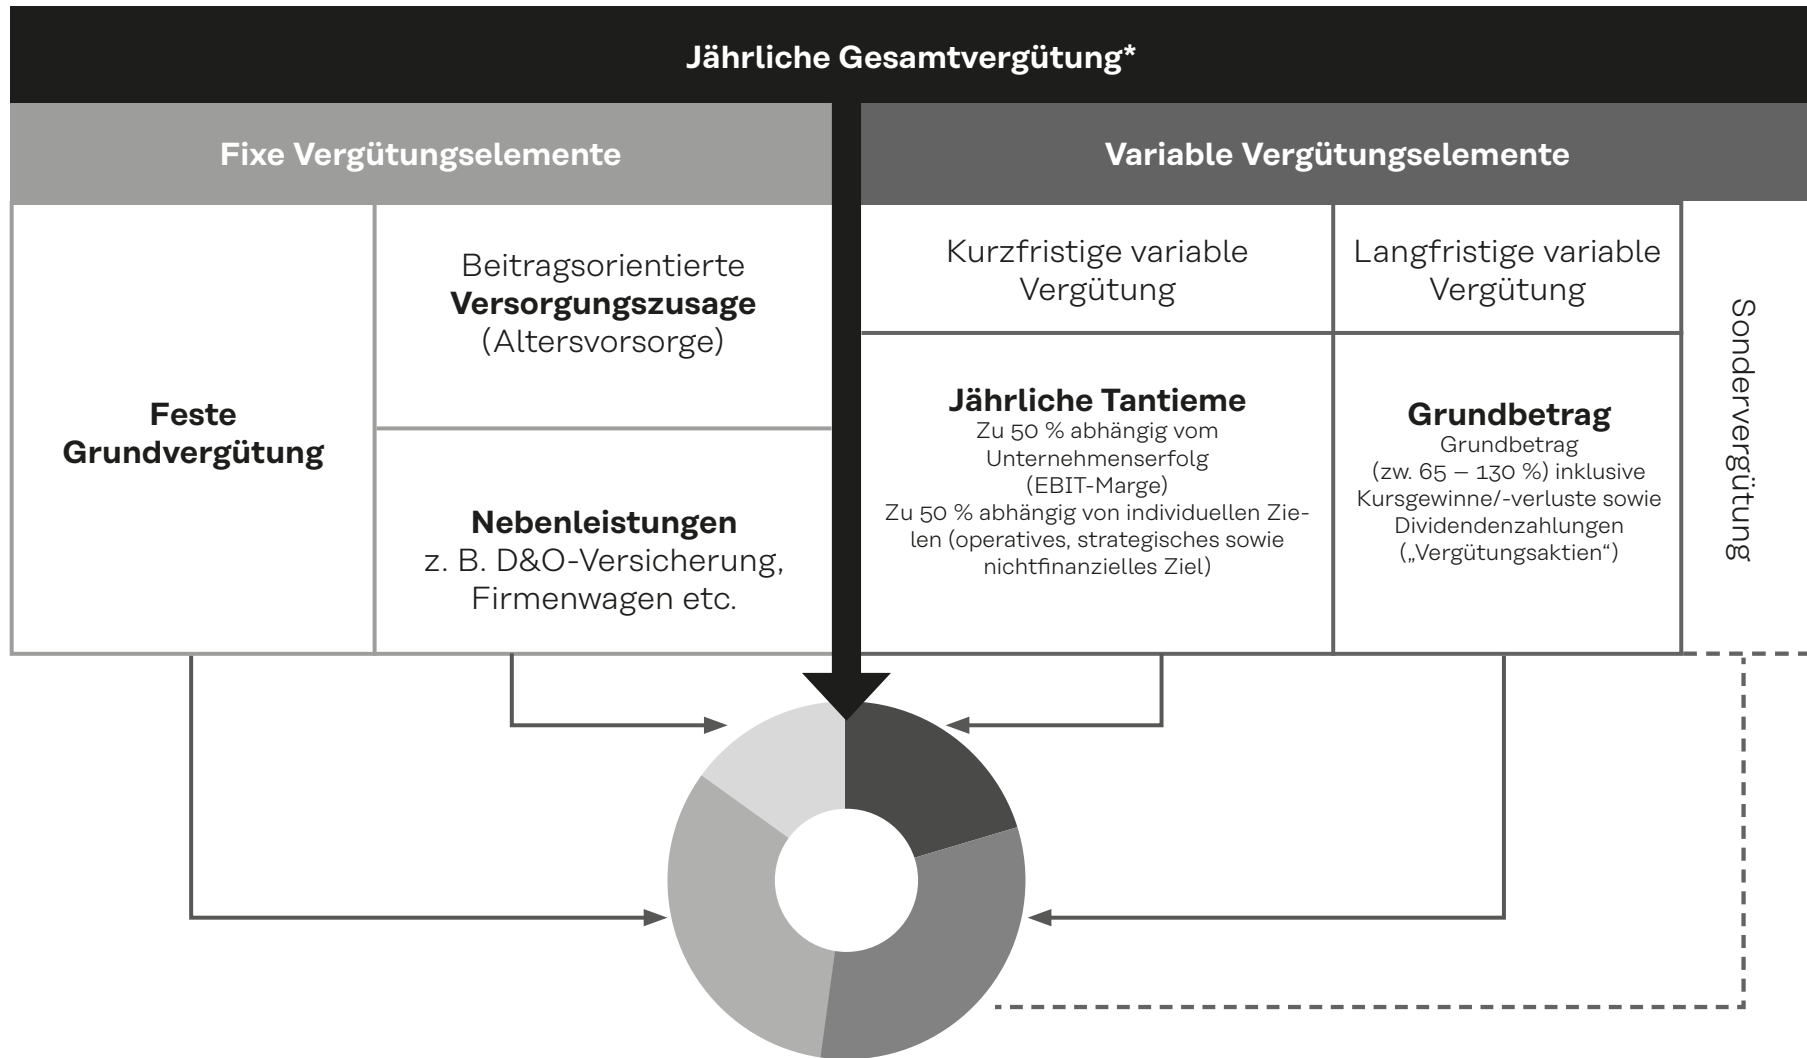 Jährliche Gesamtvergütung*
Fixe Vergütungselemente
Variable Vergütungselemente
Feste
Grundvergütung
Beitragsorientierte
Versorgungszusage
(Altersvorsorge)
Nebenleistungen
z. B. D&O-Versicherung,
Firmenwagen etc.
Kurzfristige variable
Vergütung
Jährliche Tantieme
Zu 50 % abhängig vom
Unternehmenserfolg
(EBIT-Marge)
Zu 50 % abhängig von individuellen Zie-
len (operatives, strategisches sowie
nichtfinanzielles Ziel)
Langfristige variable
Vergütung
Grundbetrag
Grundbetrag
(zw. 65 – 130 %) inklusive
Kursgewinne/-verluste sowie
Dividendenzahlungen
(„Vergütungsaktien“)
Sondervergütung